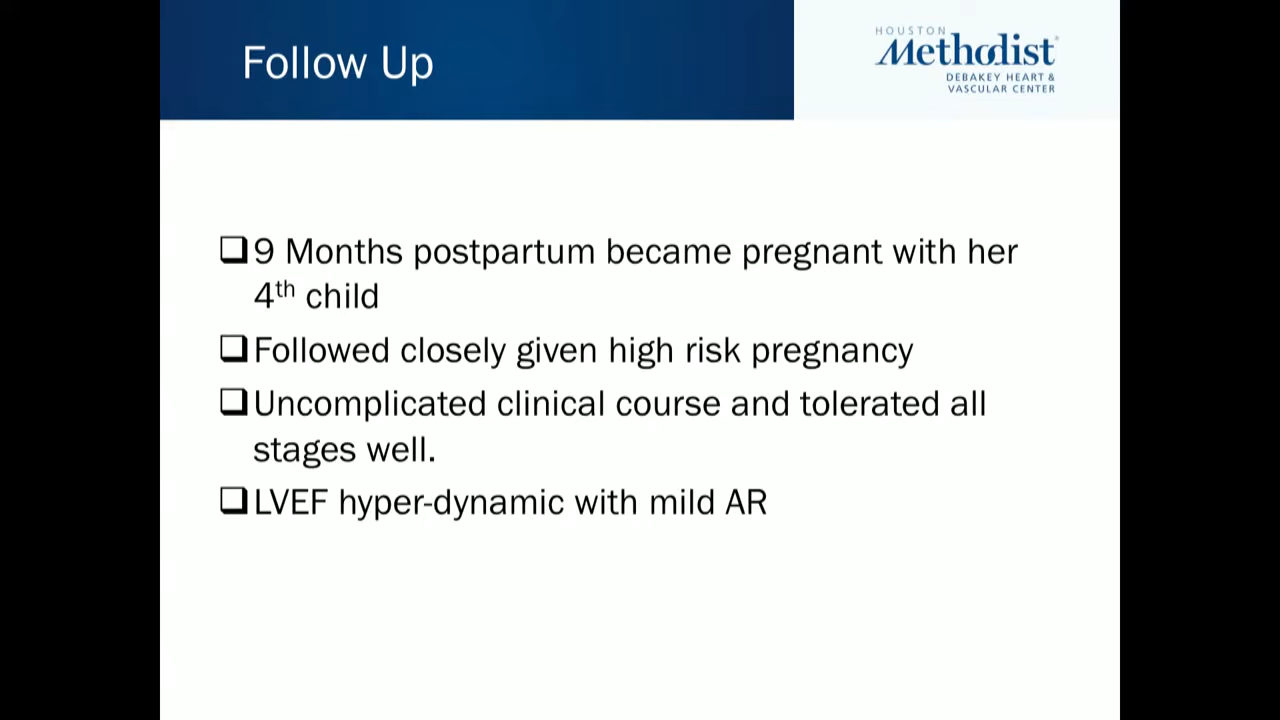 Follow Up
HOUSTON
Methodist
DEBAKEY HEART &
VASCULAR CENTER
9 Months postpartum became pregnant with her
4th child
Followed closely given high risk pregnancy
Uncomplicated clinical course and tolerated all
stages well.
LVEF hyper-dynamic with mild AR